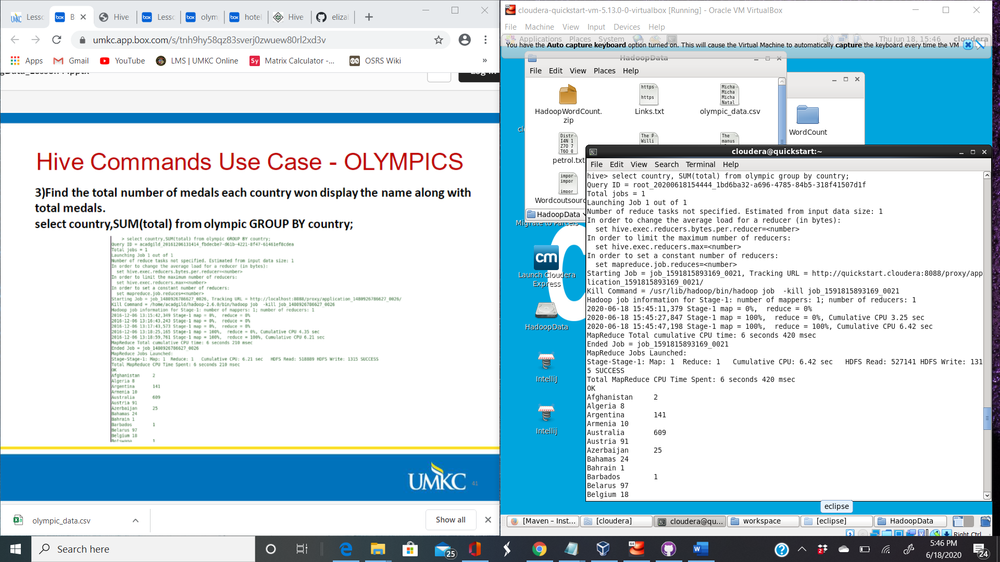 Lesso
B
Hive
Lesso
olym
hotel
Hive
eliza
umkc.app.box.com/s/tnh9hy58qz83sverj0zwuew80rl2xd3v
Apps
Gmail
YouTube
LMS | UMKC Online
Matrix Calculator -...
OSRS Wiki
»
Hive Commands Use Case - OLYMPICS
3)Find the total number of medals each country won display the name along with
total medals.
select country,SUM(total) from olympic GROUP BY country;
> select country,SUM(total) from olympic GROUP BY country;
Query ID = acadgild_20161206131414_fbdecbe7-d61b-4221-8f47-61461ef8cdea
Total jobs = 1
Launching Job 1 out of 1
Number of reduce tasks not specified. Estimated from input data size: 1
In order to change the average load for a reducer (in bytes):
set hive.exec.reducers.bytes.per.reducer=<number>
In order to limit the maximum number of reducers:
set hive.exec.reducers.max=<number>
In order to set a constant number of reducers:
set mapreduce.job.reduces=<number>
Starting Job = job_1480926786627_0026, Tracking URL = http://localhost:8088/proxy/application_1480926786627_0026/
Kill Command = /home/acadgild/hadoop-2.6.0/bin/hadoop job  -kill job_1480926786627_0026
Hadoop job information for Stage-1: number of mappers: 1; number of reducers: 1
2016-12-06 13:15:42,349 Stage-1 map = 0%,  reduce = 0%
2016-12-06 13:16:43,243 Stage-1 map = 0%,  reduce = 0%
2016-12-06 13:17:43,573 Stage-1 map = 0%,  reduce = 0%
2016-12-06 13:18:25,165 Stage-1 map = 100%,  reduce = 0%, Cumulative CPU 4.35 sec
2016-12-06 13:18:59,761 Stage-1 map = 100%,  reduce = 100%, Cumulative CPU 6.21 sec
MapReduce Total cumulative CPU time: 6 seconds 210 msec
Ended Job = job_1480926786627_0026
MapReduce Jobs Launched:
Stage-Stage-1: Map: 1  Reduce: 1   Cumulative CPU: 6.21 sec   HDFS Read: 518889 HDFS Write: 1315 SUCCESS
Total MapReduce CPU Time Spent: 6 seconds 210 msec
OK
Afghanistan 2
Algeria 8
Argentina 141
Armenia 10
Australia 609
Austria 91
Azerbaijan 25
Bahamas 24
Bahrain 1
Barbados 1
Belarus 97
Belgium 18
Botswana 1
UMKC
41
olympic_data.csv
Show all
cloudera-quickstart-vm-5.13.0-0-virtualbox [Running] - Oracle VM VirtualBox
File Machine View Input Devices Help
Applications Places System
Thu Jun 18, 15:46 cloudera
You have the Auto capture keyboard option turned on. This will cause the Virtual Machine to automatically capture the keyboard every time the VM
HadoopData
File Edit View Places Help
https
https
Micha
Micha
Micha
Natal
HadoopWordCount.
zip
Links.txt
olympic_data.csv
WordCount
Distr
I4N 1
Z7O 7
T6O 0
The P
Willi
The
manus
petrol.txt
impor
impor
impor
Wordcoutsourc
HadoopData
Migrate to Parcels
cm
Launch Cloudera
Express
HadoopData
IntelliJ
Intellij
cloudera@quickstart:~
File Edit View Search Terminal Help
hive> select country, SUM(total) from olympic group by country;
Query ID = root_20200618154444_1bd6ba32-a696-4785-84b5-318f41507d1f
Total jobs = 1
Launching Job 1 out of 1
Number of reduce tasks not specified. Estimated from input data size: 1
In order to change the average load for a reducer (in bytes):
set hive.exec.reducers.bytes.per.reducer=<number>
In order to limit the maximum number of reducers:
set hive.exec.reducers.max=<number>
In order to set a constant number of reducers:
set mapreduce.job.reduces=<number>
Starting Job = job_1591815893169_0021, Tracking URL = http://quickstart.cloudera:8088/proxy/app
lication_1591815893169_0021/
Kill Command = /usr/lib/hadoop/bin/hadoop job  -kill job_1591815893169_0021
Hadoop job information for Stage-1: number of mappers: 1; number of reducers: 1
2020-06-18 15:45:11,379 Stage-1 map = 0%,  reduce = 0%
2020-06-18 15:45:27,847 Stage-1 map = 100%,  reduce = 0%, Cumulative CPU 3.25 sec
2020-06-18 15:45:47,198 Stage-1 map = 100%,  reduce = 100%, Cumulative CPU 6.42 sec
MapReduce Total cumulative CPU time: 6 seconds 420 msec
Ended Job = job_1591815893169_0021
MapReduce Jobs Launched:
Stage-Stage-1: Map: 1  Reduce: 1   Cumulative CPU: 6.42 sec   HDFS Read: 527141 HDFS Write: 131
5 SUCCESS
Total MapReduce CPU Time Spent: 6 seconds 420 msec
OK
Afghanistan 2
Algeria 8
Argentina 141
Armenia 10
Australia 609
Austria 91
Azerbaijan 25
Bahamas 24
Bahrain 1
Barbados 1
Belarus 97
Belgium 18
eclipse
[Maven – Inst...
[cloudera]
cloudera@qu...
workspace
[eclipse]
HadoopData
Right Ctrl
Search here
25
64
2
5:46 PM
6/18/2020
24